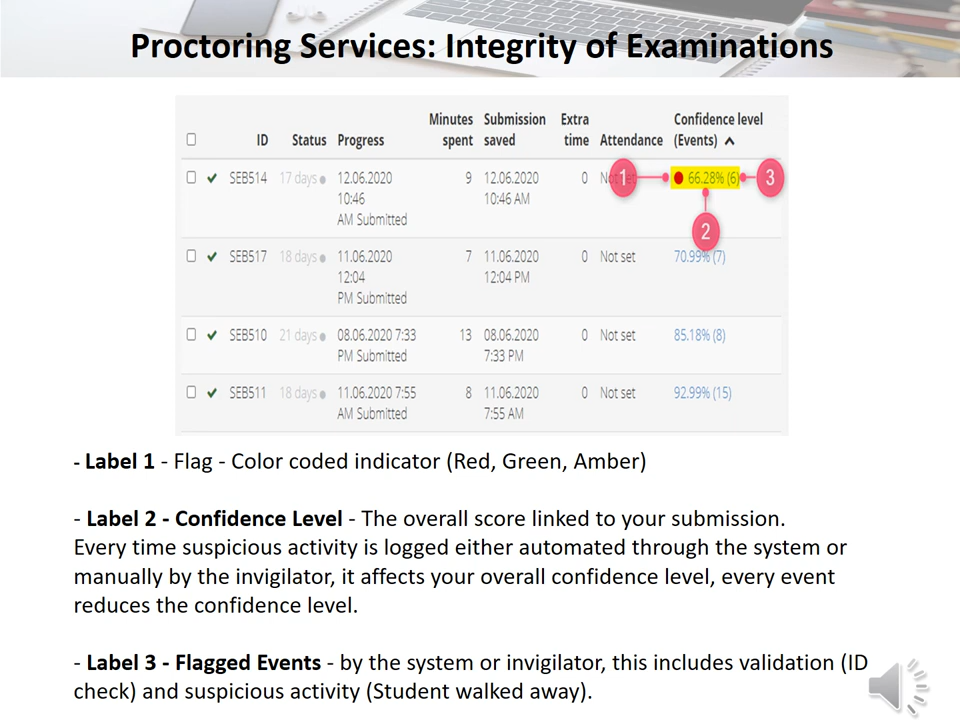 Proctoring Services: Integrity of Examinations
Minutes Submission Extra Confidence level
ID Status Progress spent saved time Attendance (Events)
SEB514 17 days 12.06.2020 9 12.06.2020 0 Not set 1 66.28% (6) 3
10:46 10:46 AM
AM Submitted
2
SEB517 18 days 11.06.2020 7 11.06.2020 0 Not set 70.99% (7)
12:04 12:04 PM
PM Submitted
SEB510 21 days 08.06.2020 7:33 13 08.06.2020 0 Not set 85.18% (8)
PM Submitted 7:33 PM
SEB511 18 days 11.06.2020 7:55 8 11.06.2020 0 Not set 92.99% (15)
AM Submitted 7:55 AM
- Label 1 - Flag - Color coded indicator (Red, Green, Amber)
- Label 2 - Confidence Level - The overall score linked to your submission.
Every time suspicious activity is logged either automated through the system or
manually by the invigilator, it affects your overall confidence level, every event
reduces the confidence level.
- Label 3 - Flagged Events - by the system or invigilator, this includes validation (ID
check) and suspicious activity (Student walked away).